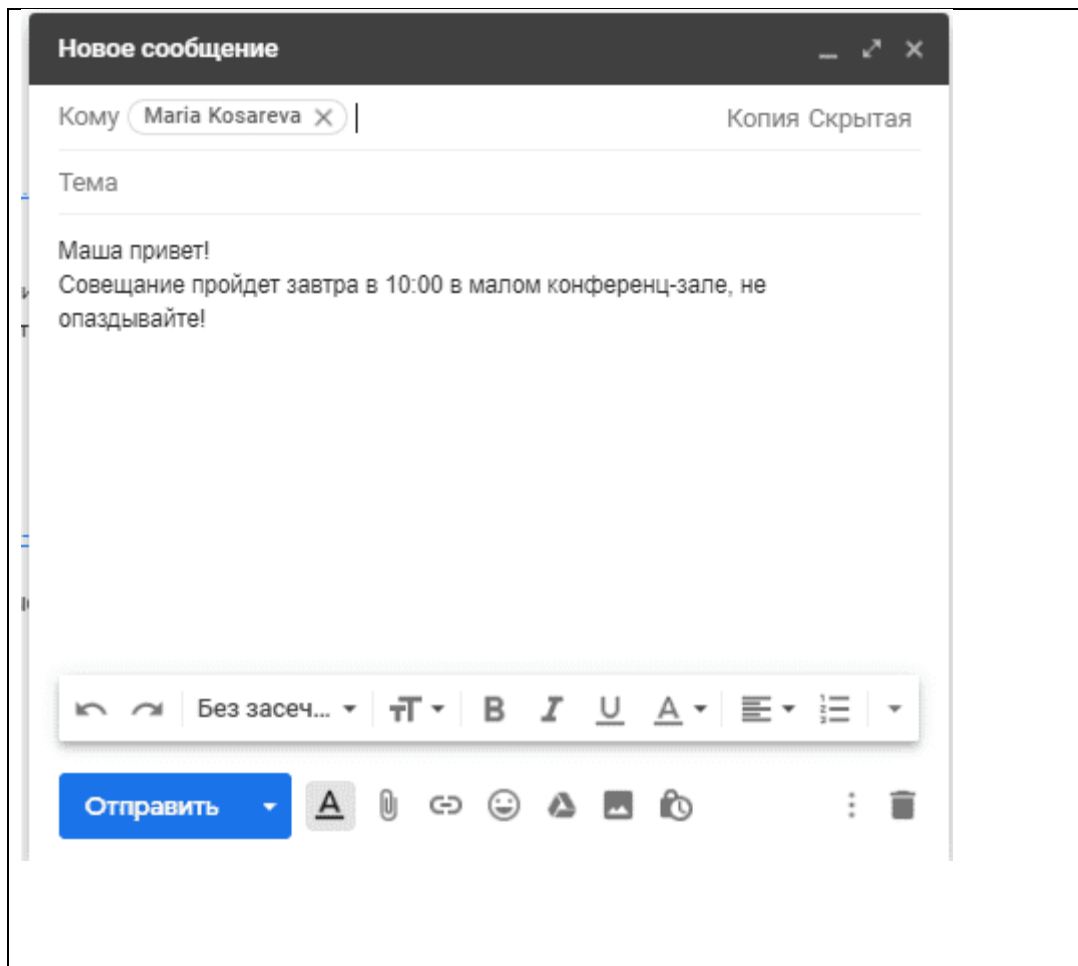 Новое сообщение
Кому Maria Kosareva Копия Скрытая
Тема
Маша привет!
Совещание пройдет завтра в 10:00 в малом конференц-зале, не
опаздывайте!
Без засеч...
Отправить